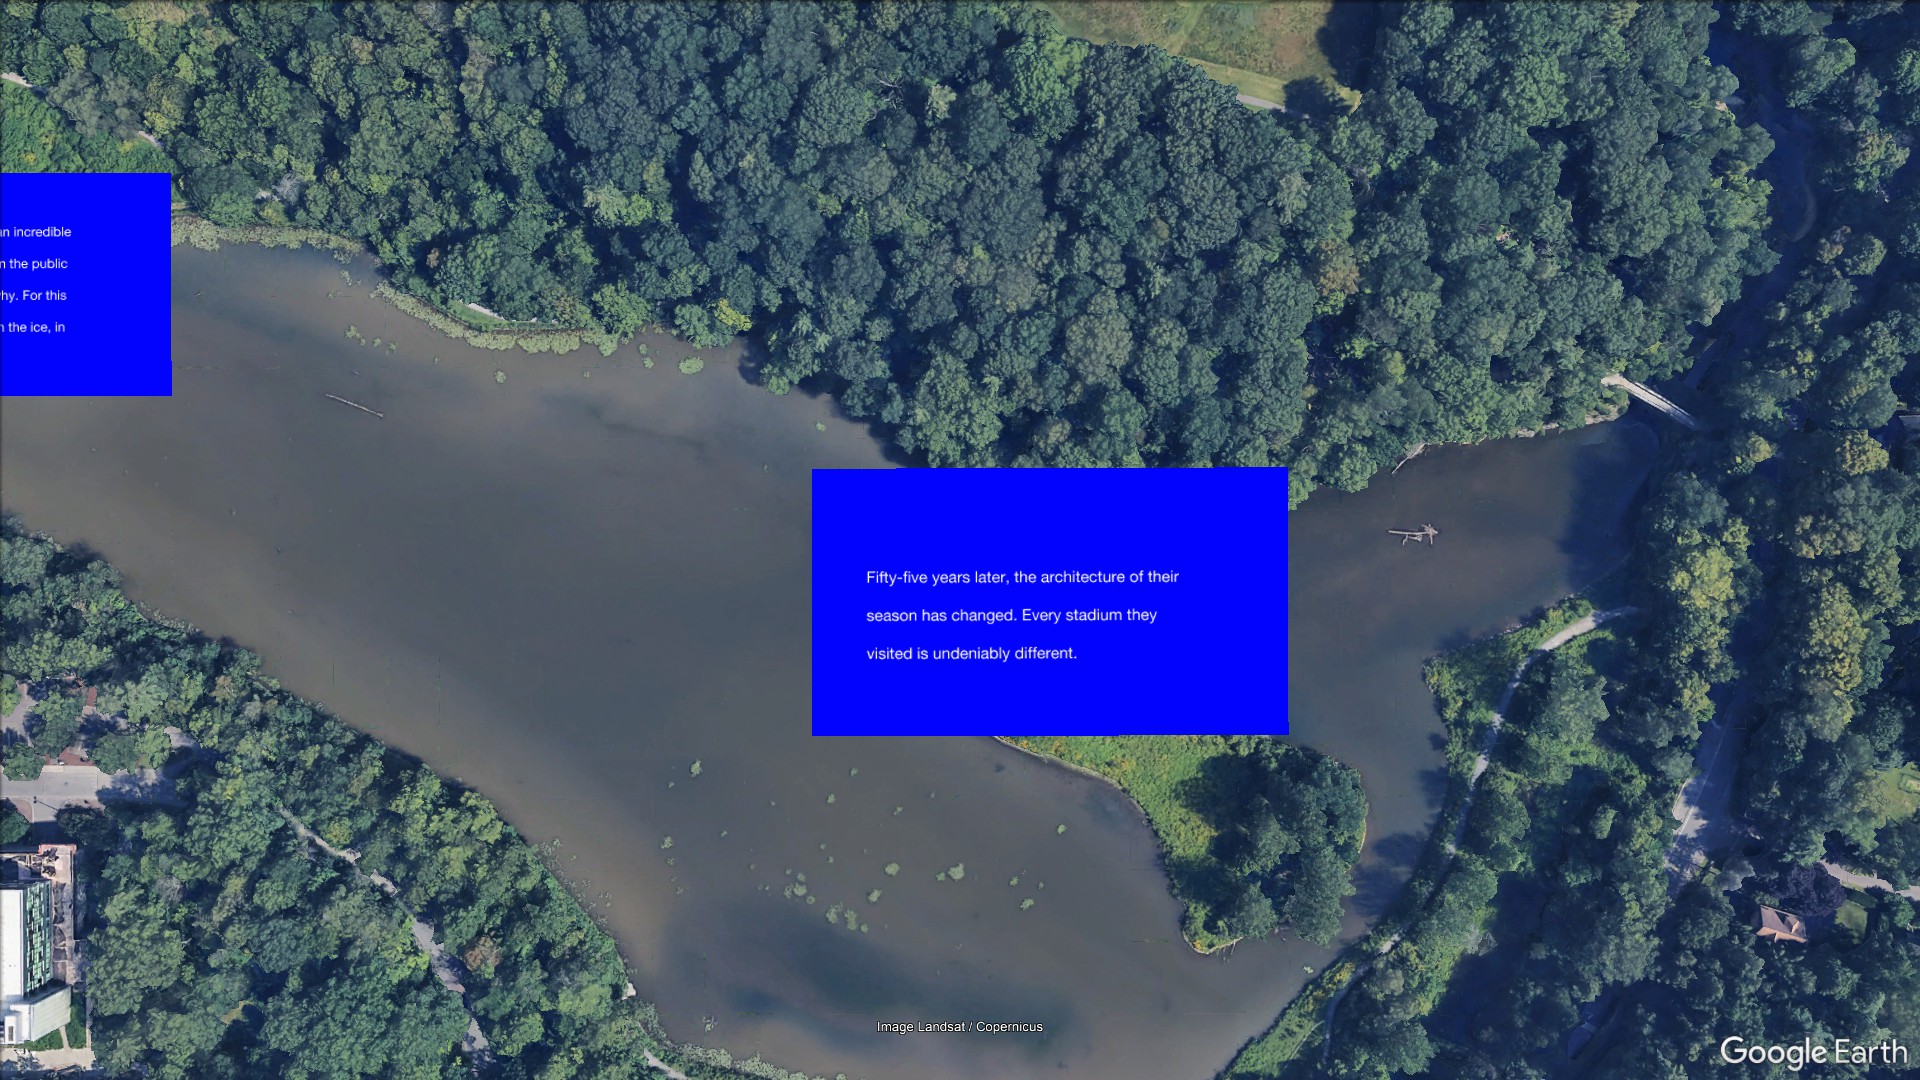 an incredible
the public
For this
the ice, in
Fifty-five years later, the architecture of their
season has changed. Every stadium they
visited is undeniably different.
Image Landsat / Copernicus
Google Earth